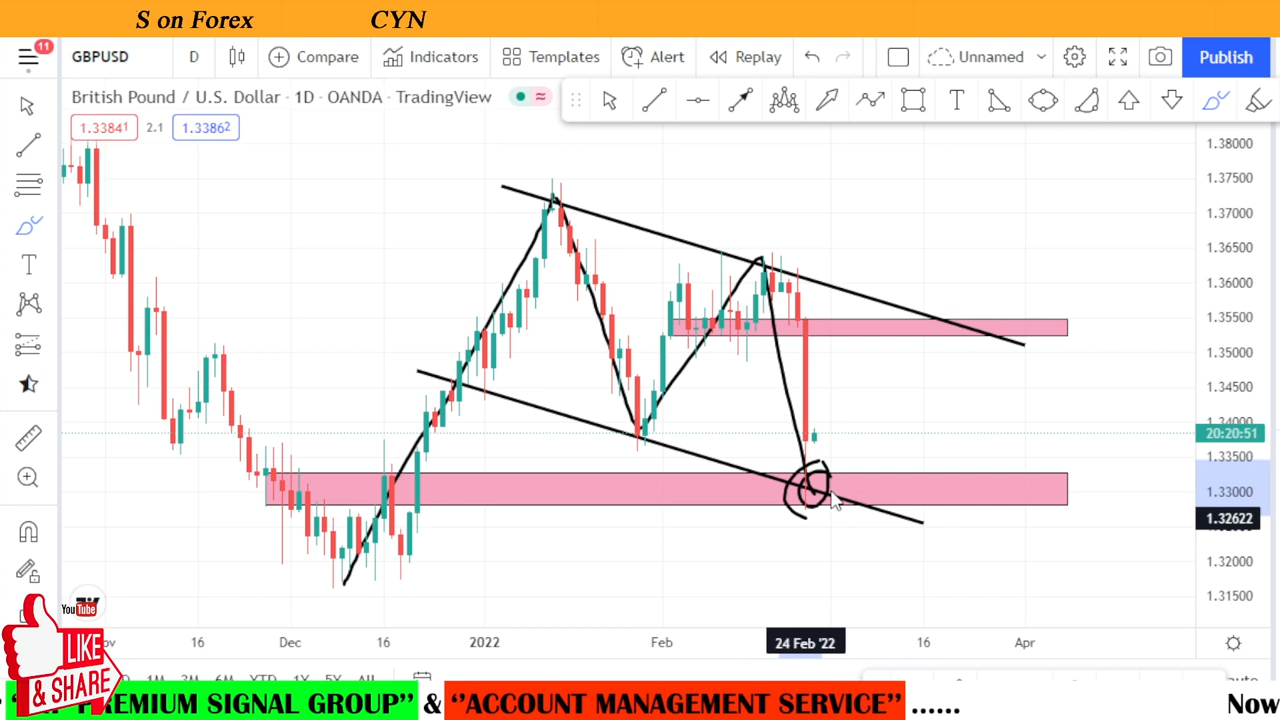 S on Forex CYN
11
GBPUSD D Compare Indicators Templates Alert Replay Unnamed Publish
British Pound / U.S. Dollar · 1D · OANDA · TradingView
1.33841 2.1 1.33862
1.38000
1.37500
1.37000
1.36500
1.36000
1.35500
1.35000
1.34500
1.34000
20:20:51
1.33500
1.33000
1.32622
1.32000
1.31500
16 Dec 16 2022 Feb 24 Feb '22 16 Apr
You Tube
LIKE
& SHARE
PREMIUM SIGNAL GROUP" & "ACCOUNT MANAGEMENT SERVICE" ...... Now